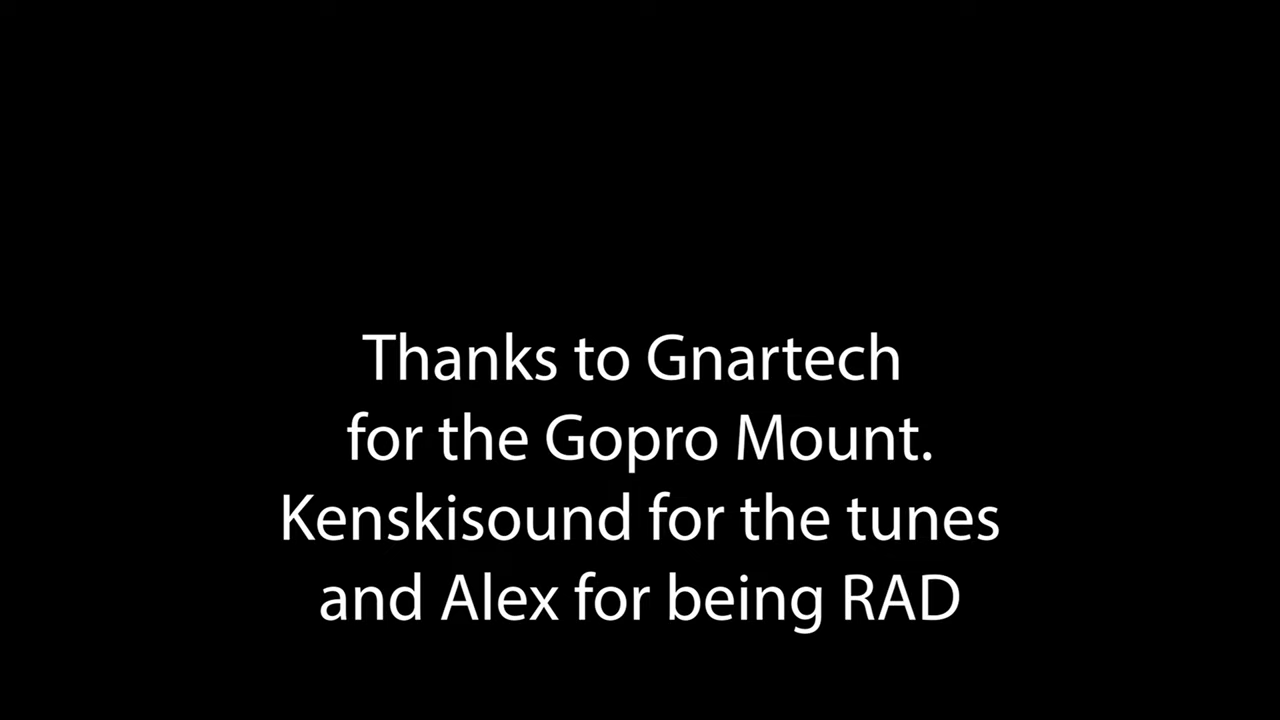 Thanks to Gnartech
for the Gopro Mount.
Kenskisound for the tunes
and Alex for being RAD